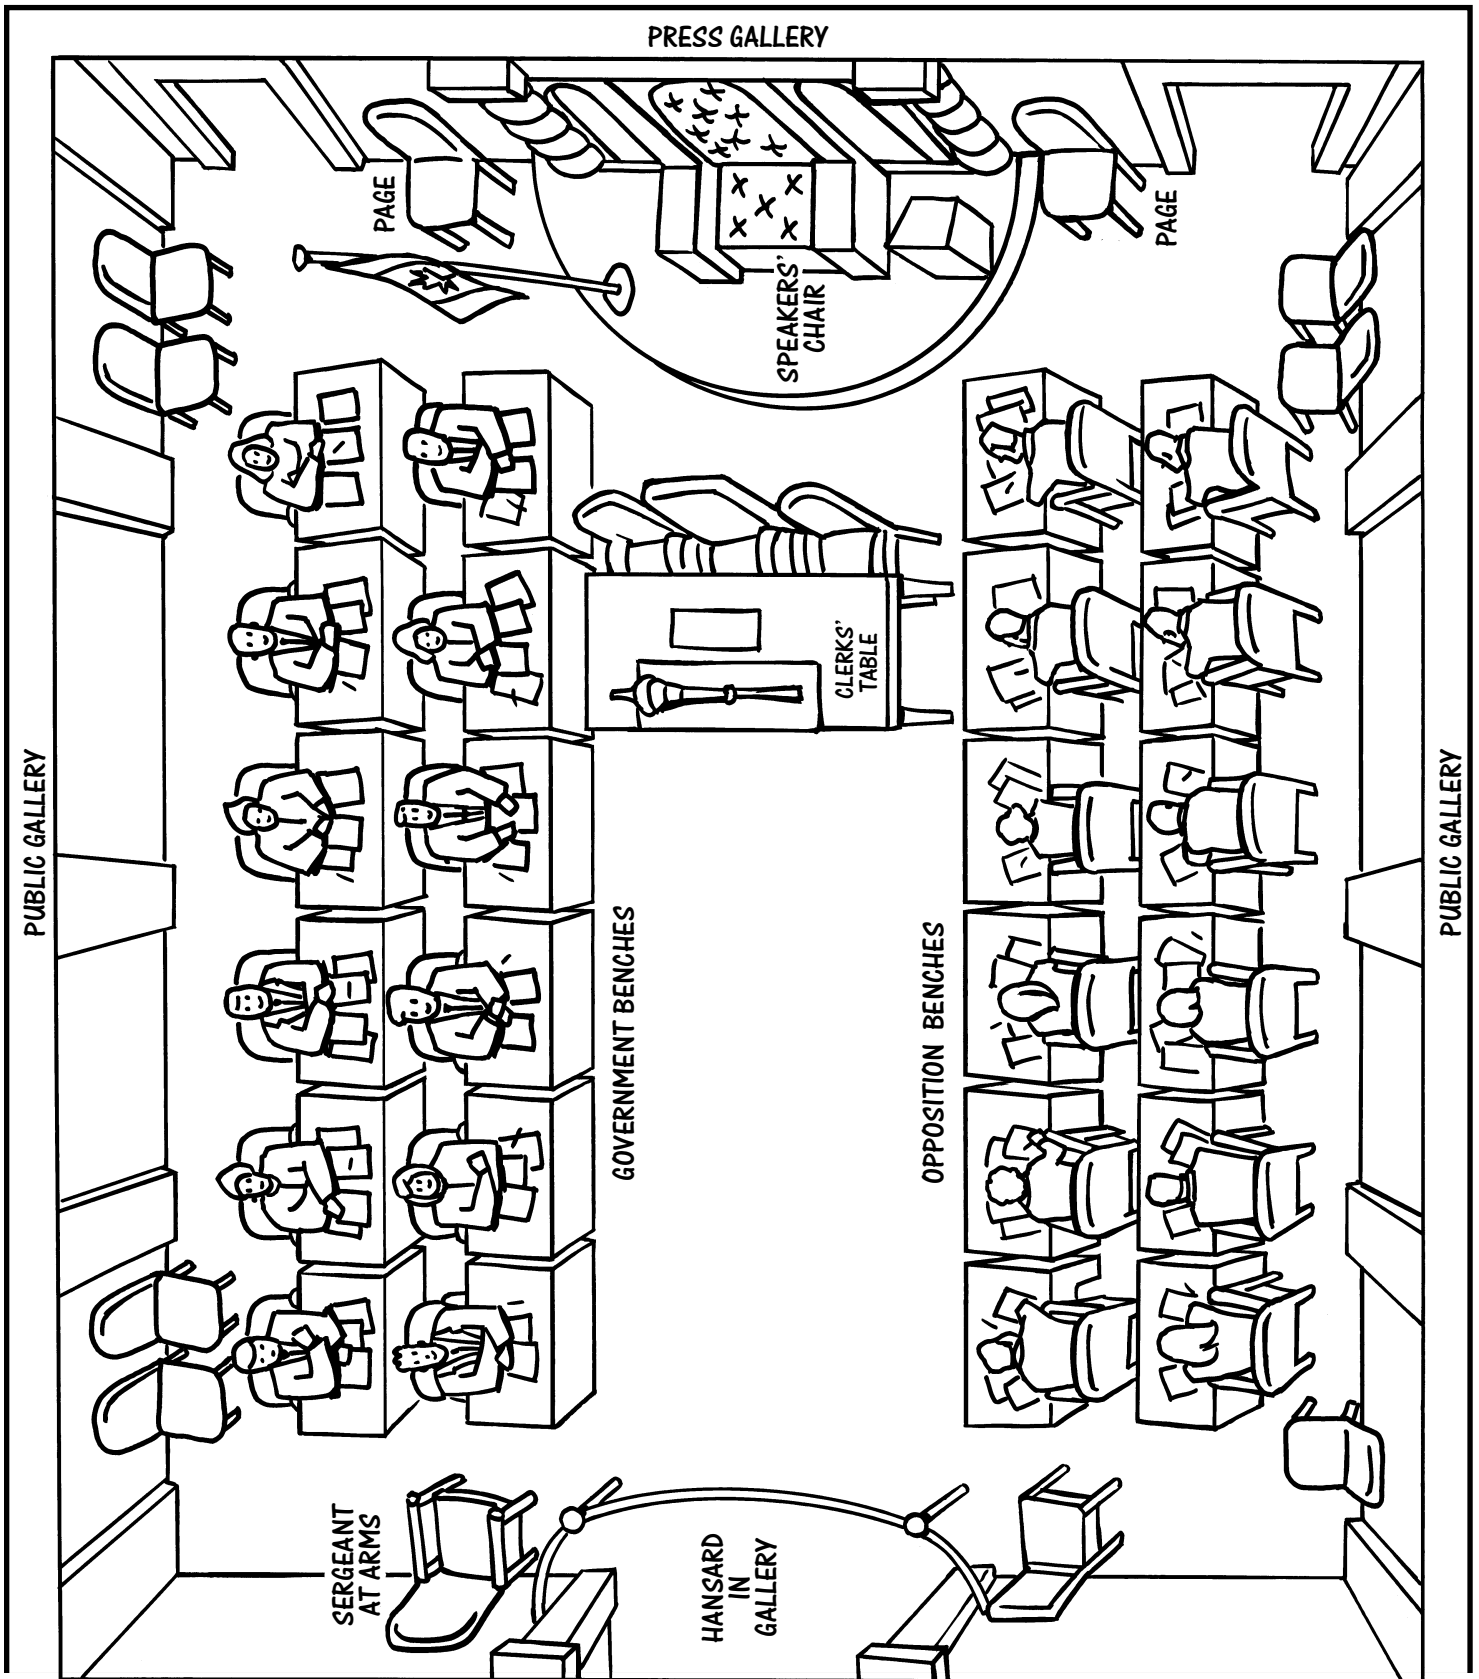 PRESS GALLERY
PAGE
PAGE
SPEAKERS'
CHAIR
CLERKS'
TABLE
PUBLIC GALLERY
GOVERNMENT BENCHES
OPPOSITION BENCHES
PUBLIC GALLERY
SERGEANT
AT ARMS
HANSARD
IN
GALLERY